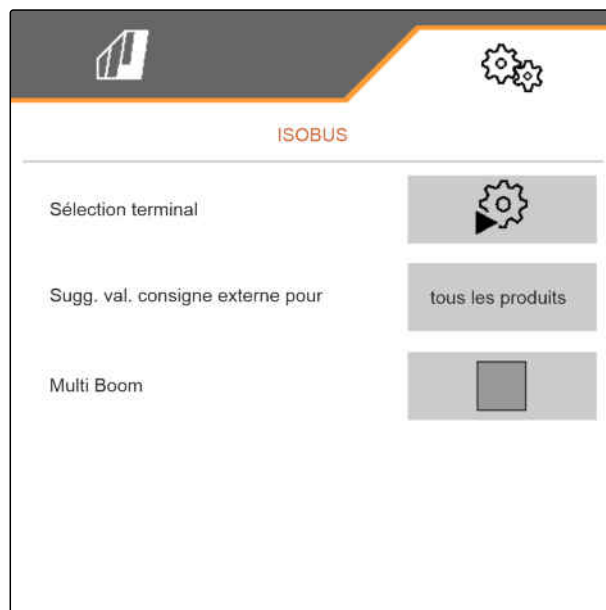 ISOBUS
Sélection terminal
Sugg. val. consigne externe pour
tous les produits
Multi Boom